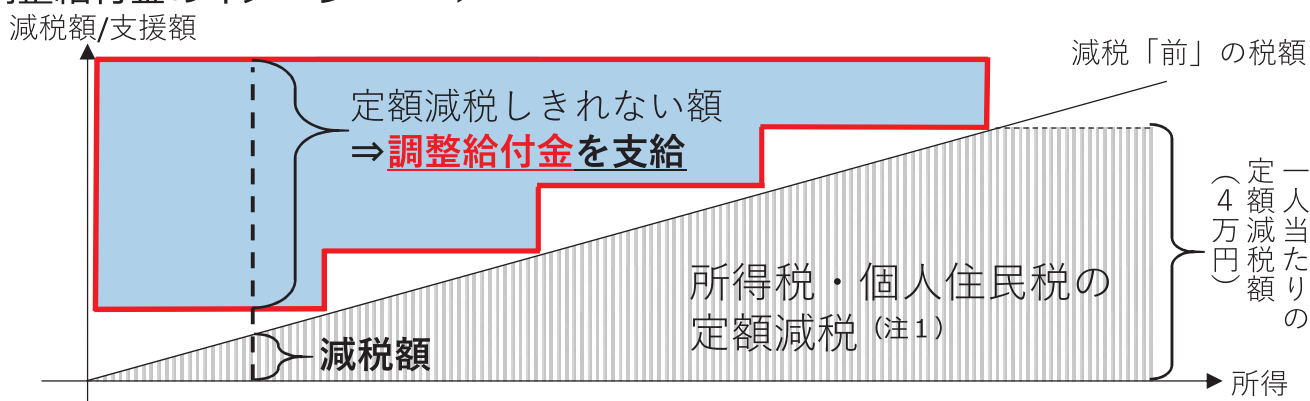 減税額/支援額
減税「前」の税額
定額減税しきれない額
⇒調整給付金を支給
一人当たりの
定額減税額
（4万円）
所得税・個人住民税の
定額減税（注１）
減税額
所得